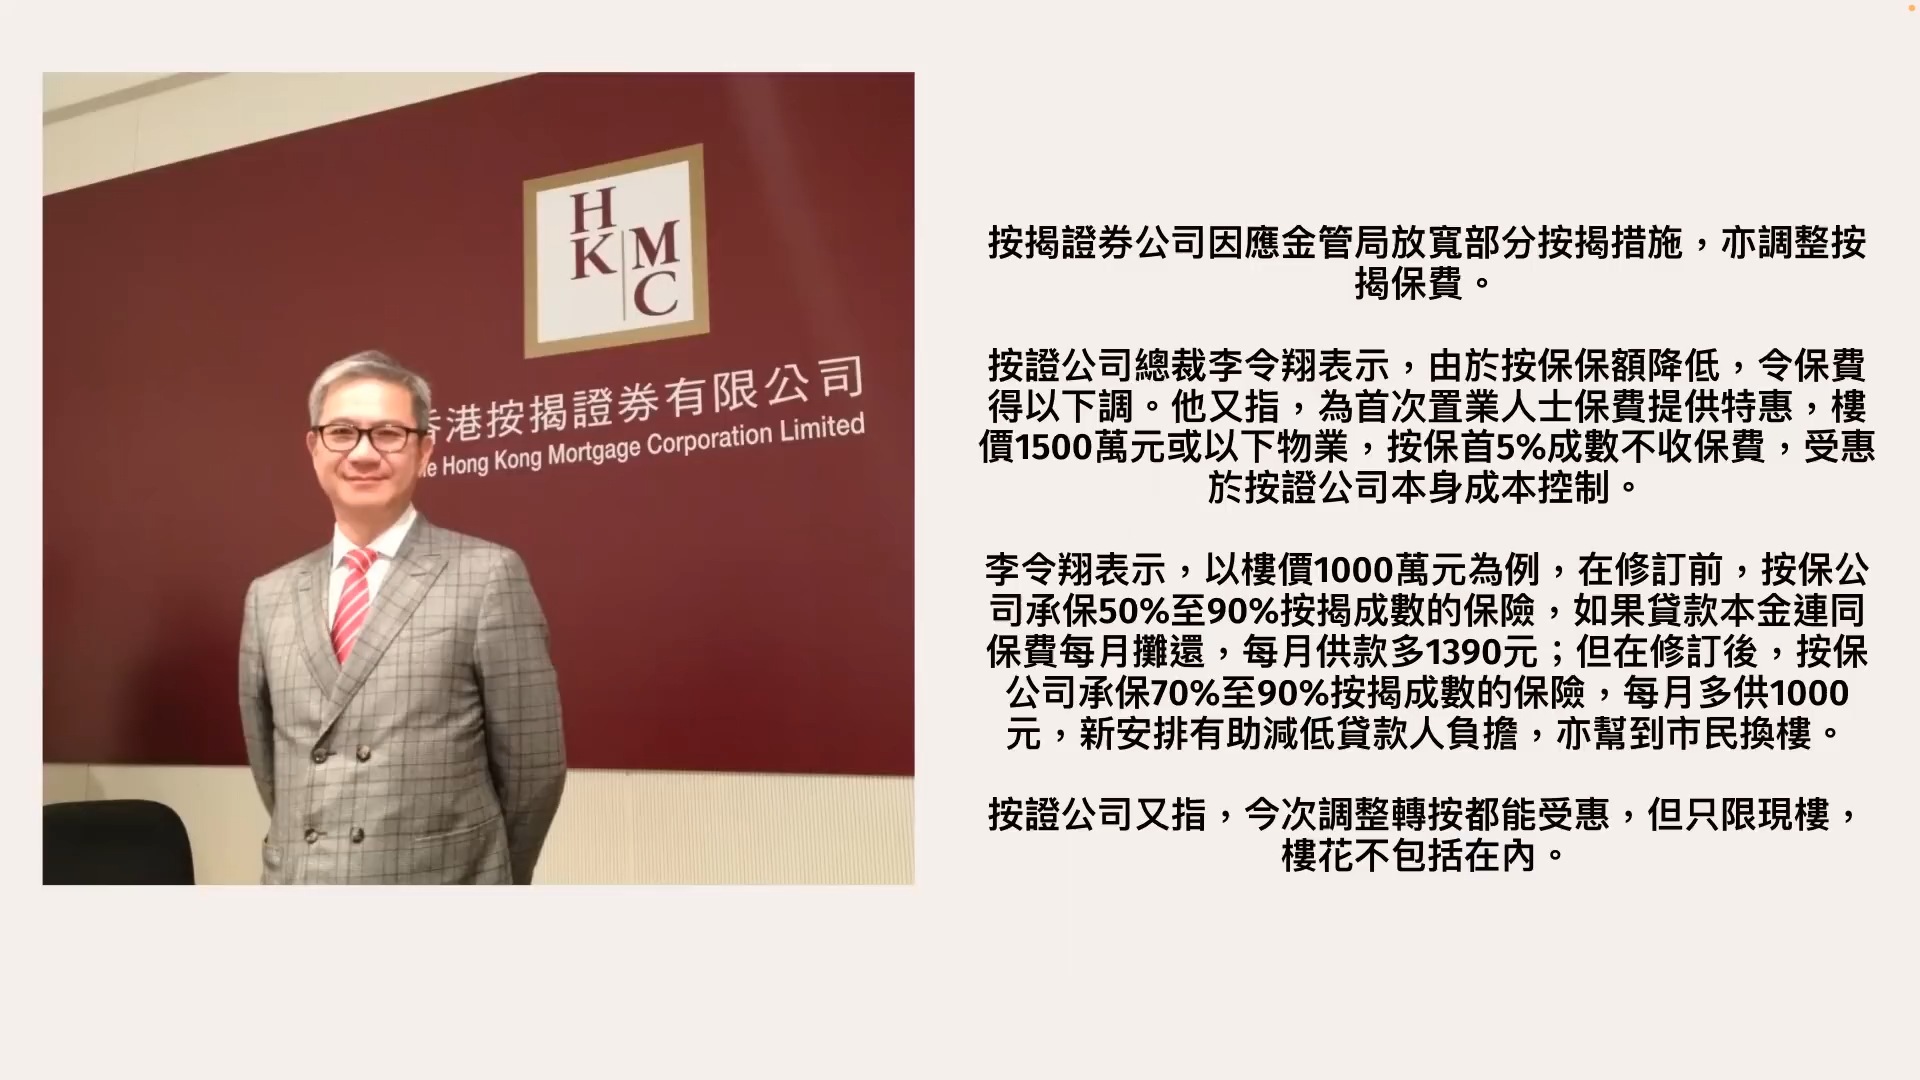 H
K
M
C
香港按揭證券有限公司
The Hong Kong Mortgage Corporation Limited
按揭證券公司因應金管局放寬部分按揭措施，亦調整按
揭保費。
按證公司總裁李令翔表示，由於按保保額降低，令保費
得以下調。他又指，為首次置業人士保費提供特惠，樓
價1500萬元或以下物業，按保首5%成數不收保費，受惠
於按證公司本身成本控制。
李令翔表示，以樓價1000萬元為例，在修訂前，按保公
司承保50%至90%按揭成數的保險，如果貸款本金連同
保費每月攤還，每月供款多1390元；但在修訂後，按保
公司承保70%至90%按揭成數的保險，每月多供1000
元，新安排有助減低貸款人負擔，亦幫到市民換樓。
按證公司又指，今次調整轉按都能受惠，但只限現樓，
樓花不包括在內。